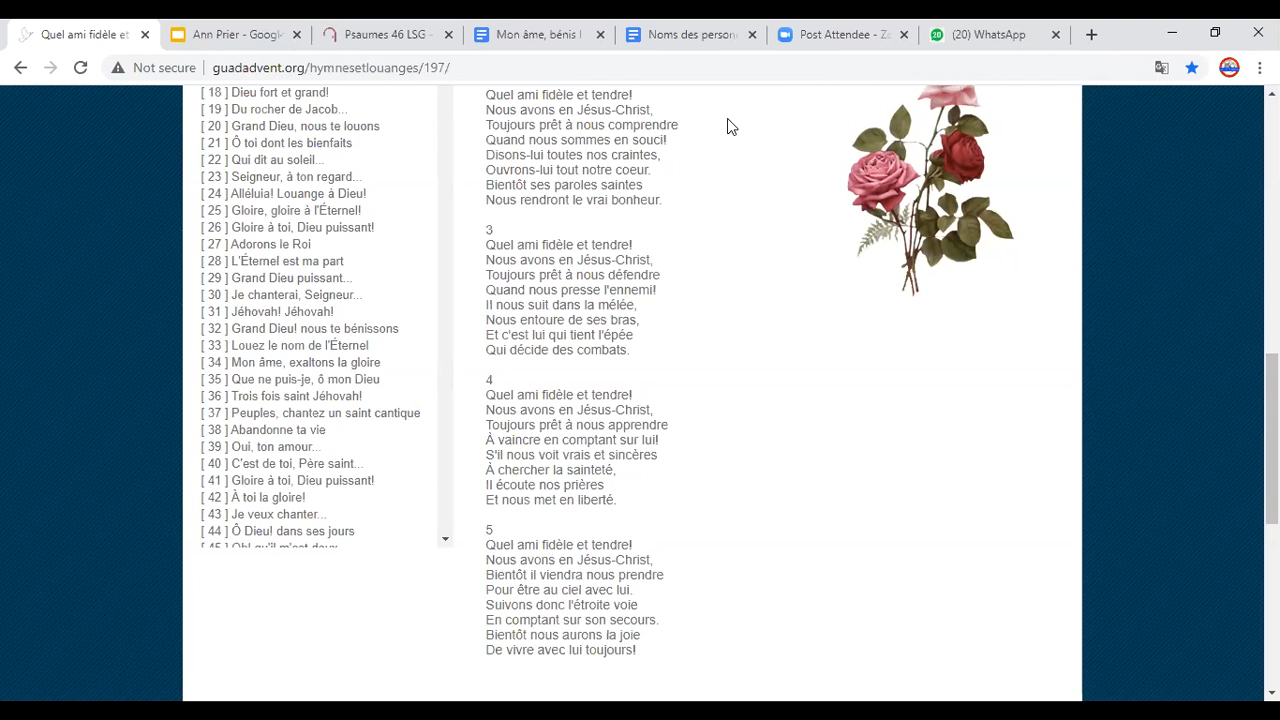 Quel ami fidèle et
Ann Prier - Google
Psaumes 46 LSG -
Mon âme, bénis l
Noms des person
Post Attendee - Zo
20
(20) WhatsApp
Not secure
guadadvent.org/hymnesetlouanges/197/
[ 18 ] Dieu fort et grand!
[ 19 ] Du rocher de Jacob...
[ 20 ] Grand Dieu, nous te louons
[ 21 ] Ô toi dont les bienfaits
[ 22 ] Qui dit au soleil...
[ 23 ] Seigneur, à ton regard...
[ 24 ] Alléluia! Louange à Dieu!
[ 25 ] Gloire, gloire à l'Éternel!
[ 26 ] Gloire à toi, Dieu puissant!
[ 27 ] Adorons le Roi
[ 28 ] L'Éternel est ma part
[ 29 ] Grand Dieu puissant...
[ 30 ] Je chanterai, Seigneur...
[ 31 ] Jéhovah! Jéhovah!
[ 32 ] Grand Dieu! nous te bénissons
[ 33 ] Louez le nom de l'Éternel
[ 34 ] Mon âme, exaltons la gloire
[ 35 ] Que ne puis-je, ô mon Dieu
[ 36 ] Trois fois saint Jéhovah!
[ 37 ] Peuples, chantez un saint cantique
[ 38 ] Abandonne ta vie
[ 39 ] Oui, ton amour...
[ 40 ] C'est de toi, Père saint...
[ 41 ] Gloire à toi, Dieu puissant!
[ 42 ] À toi la gloire!
[ 43 ] Je veux chanter...
[ 44 ] Ô Dieu! dans ses jours
[ 45 ] Oh! qu'il m'est doux
Quel ami fidèle et tendre!
Nous avons en Jésus-Christ,
Toujours prêt à nous comprendre
Quand nous sommes en souci!
Disons-lui toutes nos craintes,
Ouvrons-lui tout notre coeur.
Bientôt ses paroles saintes
Nous rendront le vrai bonheur.
3
Quel ami fidèle et tendre!
Nous avons en Jésus-Christ,
Toujours prêt à nous défendre
Quand nous presse l'ennemi!
Il nous suit dans la mélée,
Nous entoure de ses bras,
Et c'est lui qui tient l'épée
Qui décide des combats.
4
Quel ami fidèle et tendre!
Nous avons en Jésus-Christ,
Toujours prêt à nous apprendre
À vaincre en comptant sur lui!
S'il nous voit vrais et sincères
À chercher la sainteté,
Il écoute nos prières
Et nous met en liberté.
5
Quel ami fidèle et tendre!
Nous avons en Jésus-Christ,
Bientôt il viendra nous prendre
Pour être au ciel avec lui.
Suivons donc l'étroite voie
En comptant sur son secours.
Bientôt nous aurons la joie
De vivre avec lui toujours!